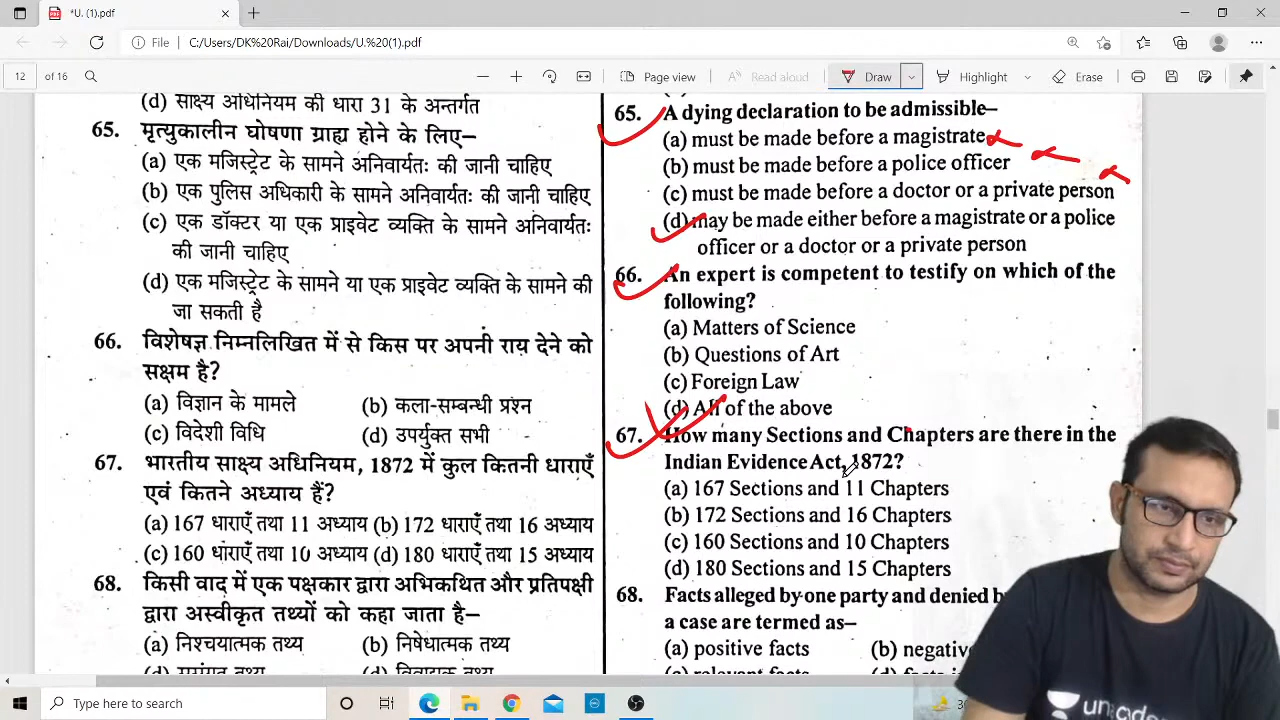 *U. (1).pdf
File
C:/Users/DK%20Rai/Downloads/U.%20(1).pdf
12 of 16
Page view
Read aloud
Draw
Highlight
Erase
(d) साक्ष्य अधिनियम की धारा 31 के अन्तर्गत
65. मृत्युकालीन घोषणा ग्राह्य होने के लिए–
(a) एक मजिस्ट्रेट के सामने अनिवार्यतः की जानी चाहिए
(b) एक पुलिस अधिकारी के सामने अनिवार्यतः की जानी चाहिए
(c) एक डॉक्टर या एक प्राइवेट व्यक्ति के सामने अनिवार्यतः
की जानी चाहिए
(d) एक मजिस्ट्रेट के सामने या एक प्राइवेट व्यक्ति के सामने की
जा सकती है
66. विशेषज्ञ निम्नलिखित में से किस पर अपनी राय देने को
सक्षम है?
(a) विज्ञान के मामले (b) कला-सम्बन्धी प्रश्न
(c) विदेशी विधि (d) उपर्युक्त सभी
67. भारतीय साक्ष्य अधिनियम, 1872 में कुल कितनी धाराएँ
एवं कितने अध्याय हैं?
(a) 167 धाराएँ तथा 11 अध्याय (b) 172 धाराएँ तथा 16 अध्याय
(c) 160 धाराएँ तथा 10 अध्याय (d) 180 धाराएँ तथा 15 अध्याय
68. किसी वाद में एक पक्षकार द्वारा अभिकथित और प्रतिपक्षी
द्वारा अस्वीकृत तथ्यों को कहा जाता है–
(a) निश्चयात्मक तथ्य (b) निषेधात्मक तथ्य
65. A dying declaration to be admissible–
(a) must be made before a magistrate
(b) must be made before a police officer
(c) must be made before a doctor or a private person
(d) may be made either before a magistrate or a police
officer or a doctor or a private person
66. An expert is competent to testify on which of the
following?
(a) Matters of Science
(b) Questions of Art
(c) Foreign Law
(d) All of the above
67. How many Sections and Chapters are there in the
Indian Evidence Act, 1872?
(a) 167 Sections and 11 Chapters
(b) 172 Sections and 16 Chapters
(c) 160 Sections and 10 Chapters
(d) 180 Sections and 15 Chapters
68. Facts alleged by one party and denied
a case are termed as–
(a) positive facts (b) negative
Type here to search